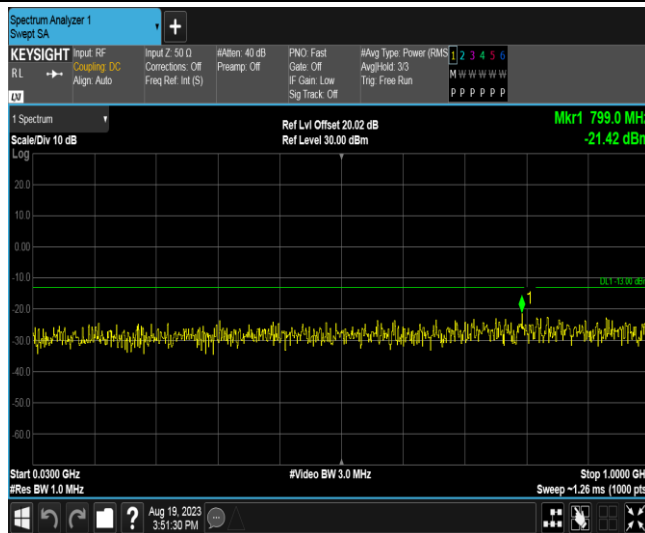 Spectrum Analyzer 1
Swept SA
+
KEYSIGHT
RL
Input: RF
Coupling: DC
Align: Auto
Input Z: 50 Ω
Corrections: Off
Freq Ref: Int (S)
#Atten: 40 dB
Preamp: Off
PNO: Fast
Gate: Off
IF Gain: Low
Sig Track: Off
#Avg Type: Power (RMS
Avg|Hold: 3/3
Trig: Free Run
1 2 3 4 5 6
M W W W W W
P P P P P P
1 Spectrum
Scale/Div 10 dB
Ref Lvl Offset 20.02 dB
Ref Level 30.00 dBm
Mkr1 799.0 MHz
-21.42 dBm
Log
20.0
10.0
0.00
-10.0
-20.0
-30.0
-40.0
-50.0
-60.0
DL1 -13.00 dBm
1
Start 0.0300 GHz
#Res BW 1.0 MHz
#Video BW 3.0 MHz
Stop 1.0000 GH
Sweep ~1.26 ms (1000 pts
?
Aug 19, 2023
3:51:30 PM